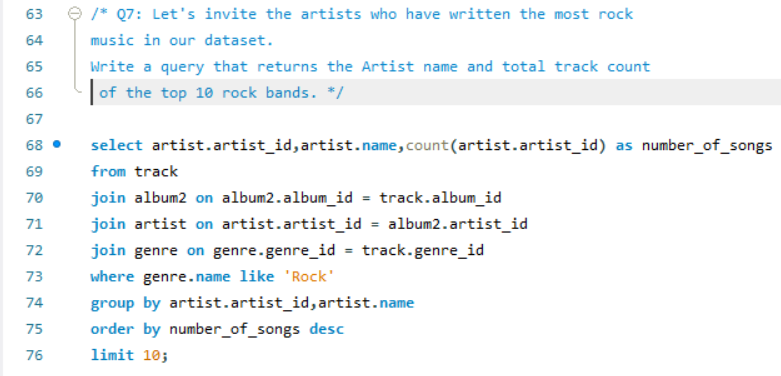 63 /* Q7: Let's invite the artists who have written the most rock
64 music in our dataset.
65 Write a query that returns the Artist name and total track count
66 of the top 10 rock bands. */
67
68 select artist.artist_id,artist.name,count(artist.artist_id) as number_of_songs
69 from track
70 join album2 on album2.album_id = track.album_id
71 join artist on artist.artist_id = album2.artist_id
72 join genre on genre.genre_id = track.genre_id
73 where genre.name like 'Rock'
74 group by artist.artist_id,artist.name
75 order by number_of_songs desc
76 limit 10;